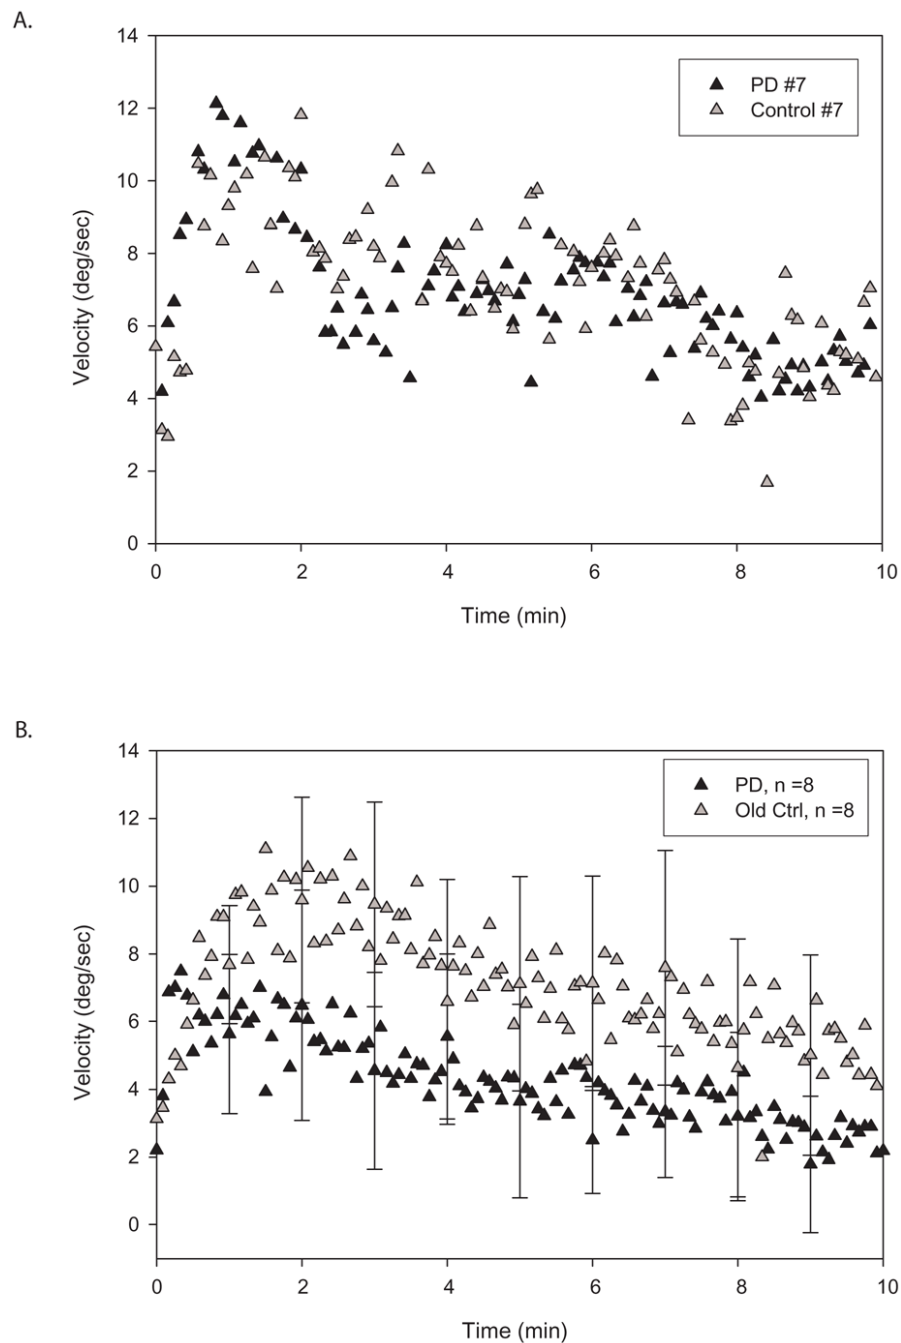 A.
14
12
10
8
6
4
2
0
Velocity (deg/sec)
PD #7
Control #7
0 2 4 6 8 10
Time (min)
B.
14
12
10
8
6
4
2
0
Velocity (deg/sec)
PD, n =8
Old Ctrl, n =8
0 2 4 6 8 10
Time (min)